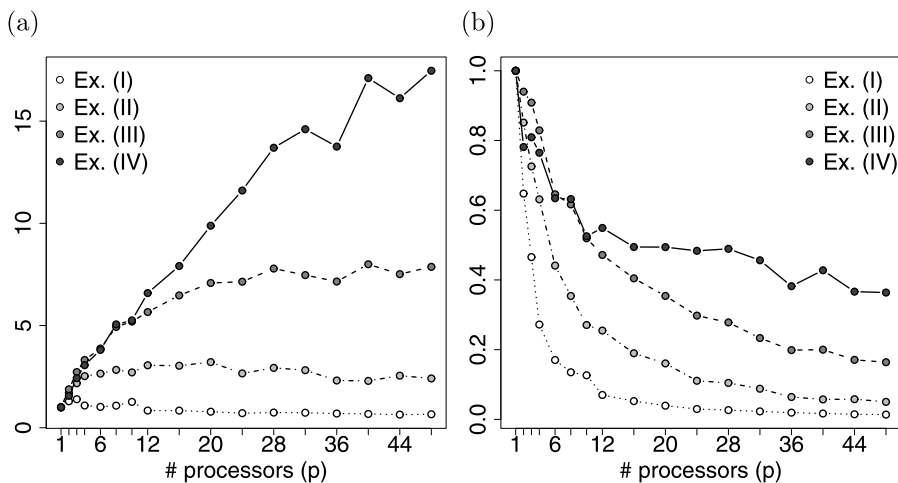 (a)
Ex. (I)
Ex. (II)
Ex. (III)
Ex. (IV)
0 5 10 15
1 6 12 20 28 36 44
# processors (p)
(b)
Ex. (I)
Ex. (II)
Ex. (III)
Ex. (IV)
0.0 0.2 0.4 0.6 0.8 1.0
1 6 12 20 28 36 44
# processors (p)